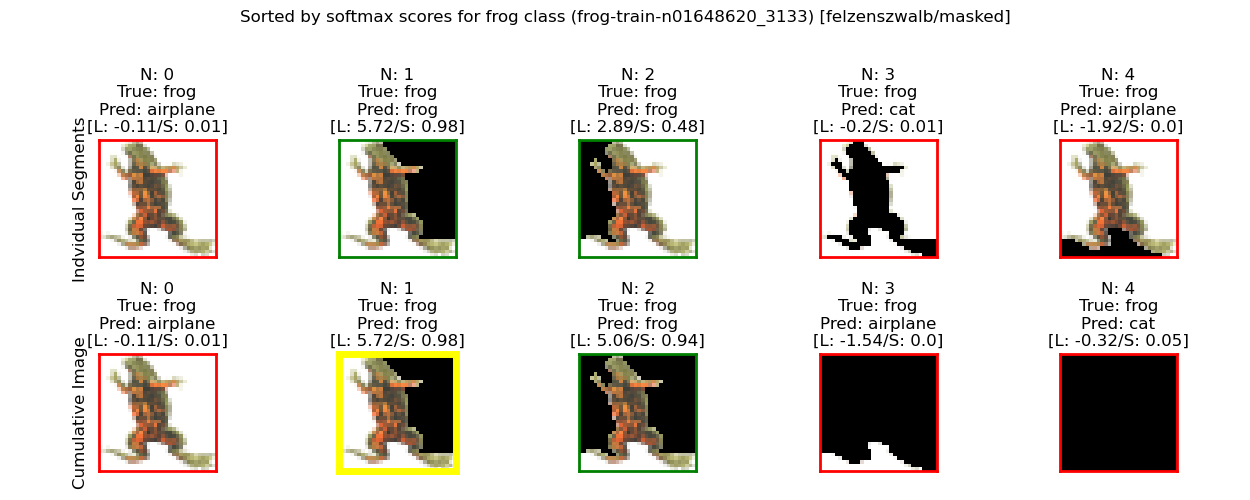 Sorted by softmax scores for frog class (frog-train-n01648620_3133) [felzenszwalb/masked]
Indvidual Segments
N: 0
True: frog
Pred: airplane
[L: -0.11/S: 0.01]
N: 1
True: frog
Pred: frog
[L: 5.72/S: 0.98]
N: 2
True: frog
Pred: frog
[L: 2.89/S: 0.48]
N: 3
True: frog
Pred: cat
[L: -0.2/S: 0.01]
N: 4
True: frog
Pred: airplane
[L: -1.92/S: 0.0]
Cumulative Image
N: 0
True: frog
Pred: airplane
[L: -0.11/S: 0.01]
N: 1
True: frog
Pred: frog
[L: 5.72/S: 0.98]
N: 2
True: frog
Pred: frog
[L: 5.06/S: 0.94]
N: 3
True: frog
Pred: airplane
[L: -1.54/S: 0.0]
N: 4
True: frog
Pred: cat
[L: -0.32/S: 0.05]